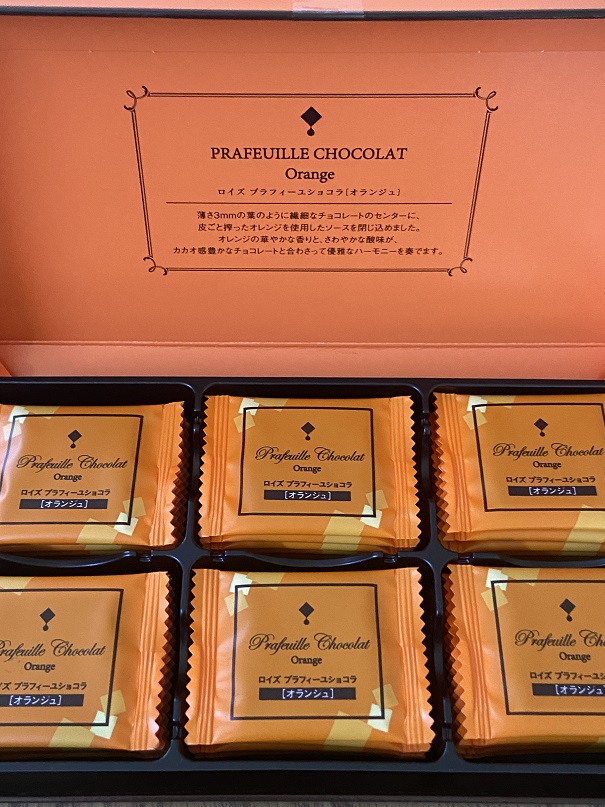 PRAFEUILLE CHOCOLAT
Orange
ロイズ プラフィーユショコラ[オランジュ]
薄さ3mmの葉のように繊細なチョコレートのセンターに、
皮ごと搾ったオレンジを使用したソースを閉じ込めました。
オレンジの華やかな香りと、さわやかな酸味が、
カカオ感豊かなチョコレートと合わさって優雅なハーモニーを奏でます。
Prafeuille Chocolat
Orange
ロイズ プラフィーユショコラ
[オランジュ]
Prafeuille Chocolat
Orange
ロイズ プラフィーユショコラ
[オランジュ]
Prafeuille Chocolat
Orange
ロイズ プラフィーユショコラ
[オランジュ]
Prafeuille Chocolat
Orange
イズ プラフィーユショコラ
[オランジュ]
Prafeuille Chocolat
Orange
ロイズ プラフィーユショコラ
[オランジュ]
Prafeuille
Orange
ロイズ プラフィーユショコ
[オランジュ]